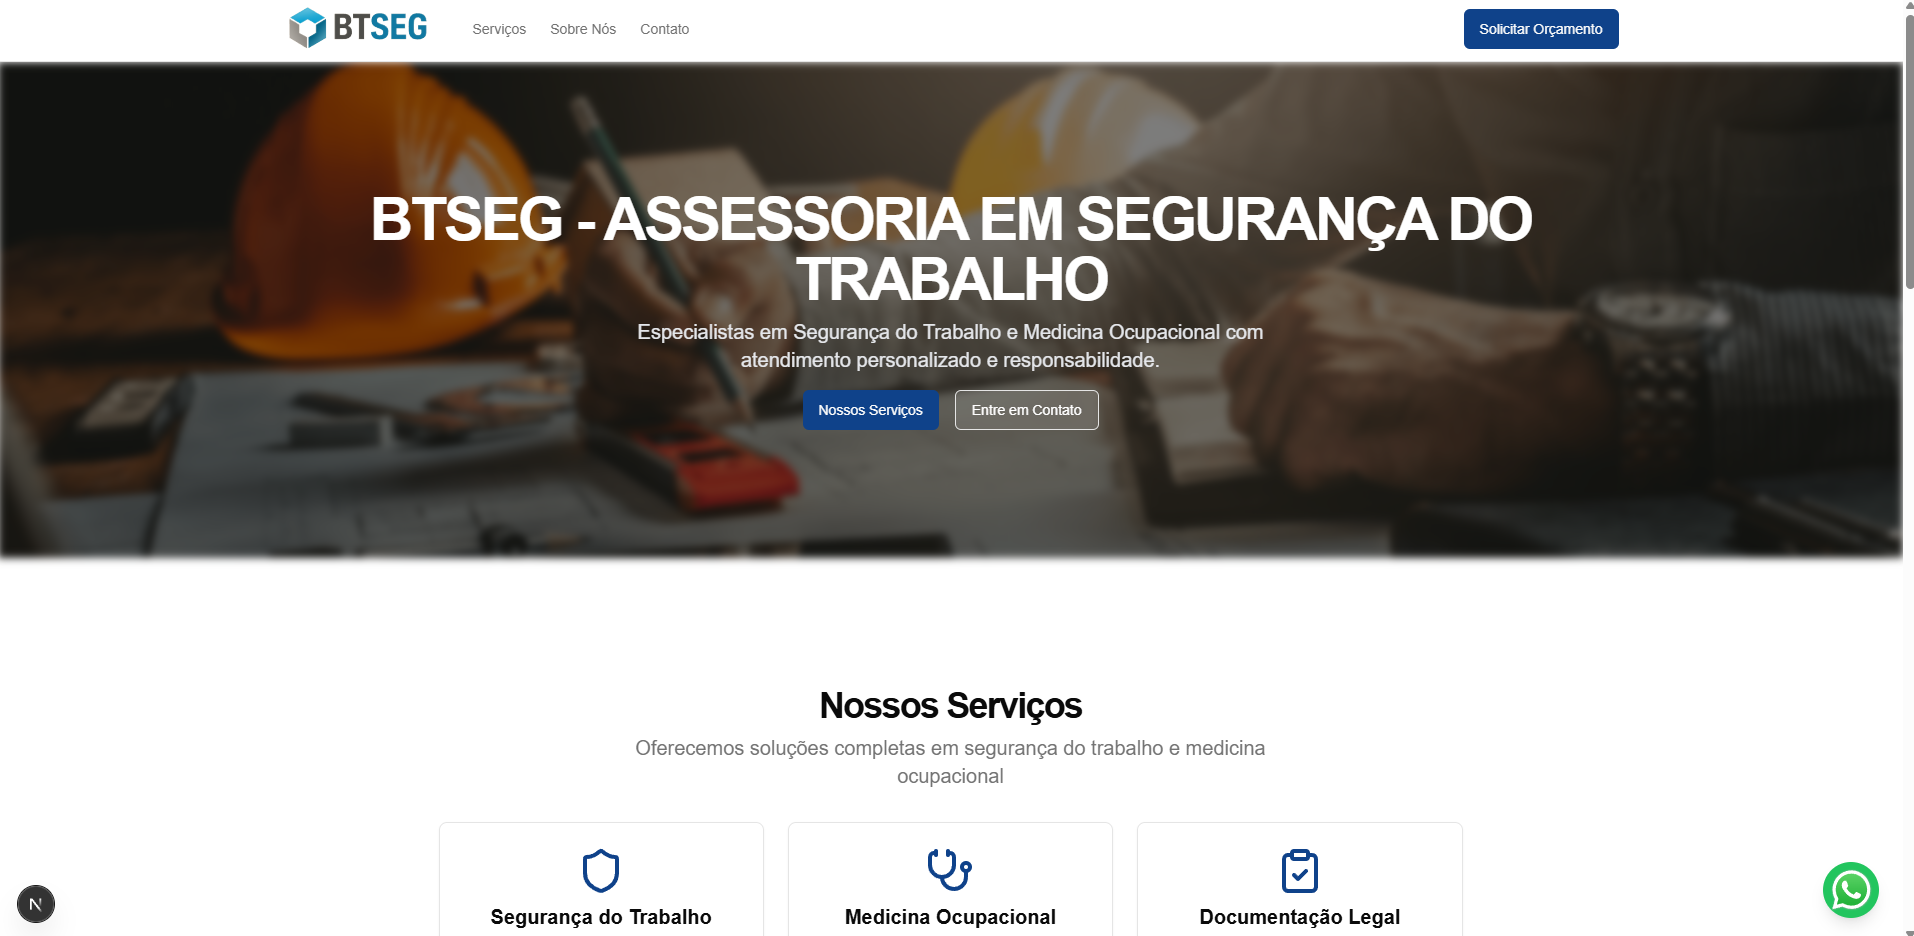 BTSEG
Serviços
Sobre Nós
Contato
Solicitar Orçamento
BTSEG - ASSESSORIA EM SEGURANÇA DO
TRABALHO
Especialistas em Segurança do Trabalho e Medicina Ocupacional com
atendimento personalizado e responsabilidade.
Nossos Serviços
Entre em Contato
Nossos Serviços
Oferecemos soluções completas em segurança do trabalho e medicina
ocupacional
Segurança do Trabalho
Medicina Ocupacional
Documentação Legal
N